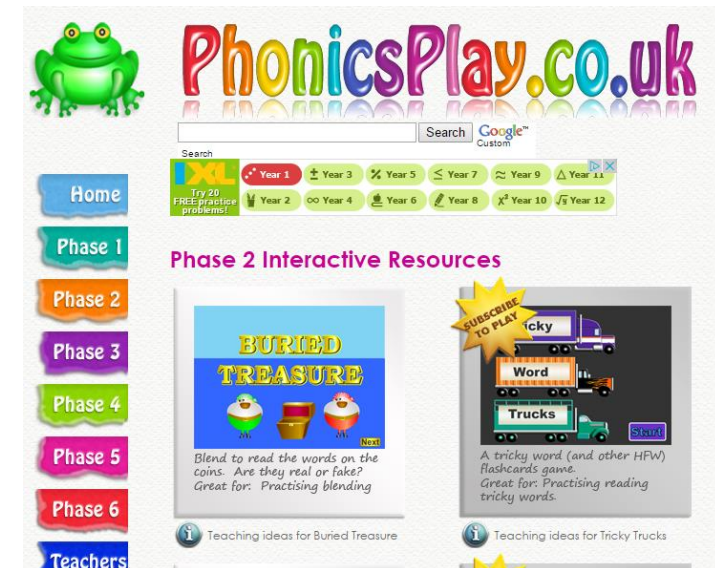 PhonicsPlay.co.uk
Search
Google™
Custom
Search
IXL
Try 20
FREE practice
problems!
Year 1
± Year 3
% Year 5
≤ Year 7
≈ Year 9
△ Year 11
Year 2
∞ Year 4
Year 6
Year 8
x² Year 10
Year 12
Home
Phase 1
Phase 2
Phase 3
Phase 4
Phase 5
Phase 6
Teachers
Phase 2 Interactive Resources
BURIED
TREASURE
Next
Blend to read the words on the
coins. Are they real or fake?
Great for: Practising blending
Teaching ideas for Buried Treasure
SUBSCRIBE
TO PLAY
icky
Word
Trucks
Start
A tricky word (and other HFW)
flashcards game.
Great for: Practising reading
tricky words.
Teaching ideas for Tricky Trucks